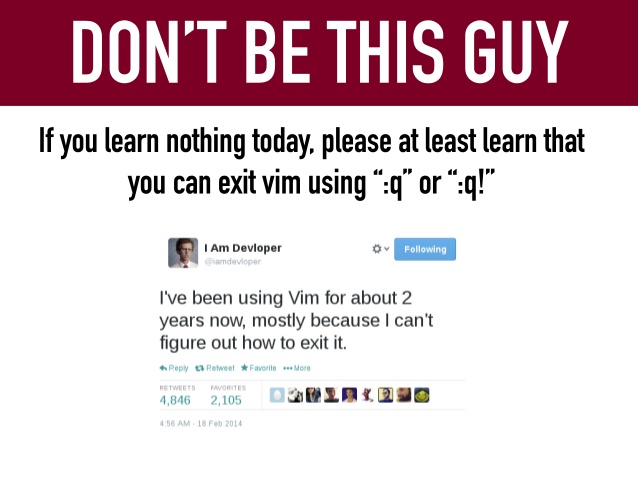 DON'T BE THIS GUY
If you learn nothing today, please at least learn that
you can exit vim using “:q” or “:q!”
I Am Devloper
@iamdevloper
Following
I've been using Vim for about 2
years now, mostly because I can't
figure out how to exit it.
Reply Retweet Favorite More
RETWEETS FAVORITES
4,846 2,105
4:56 AM - 18 Feb 2014